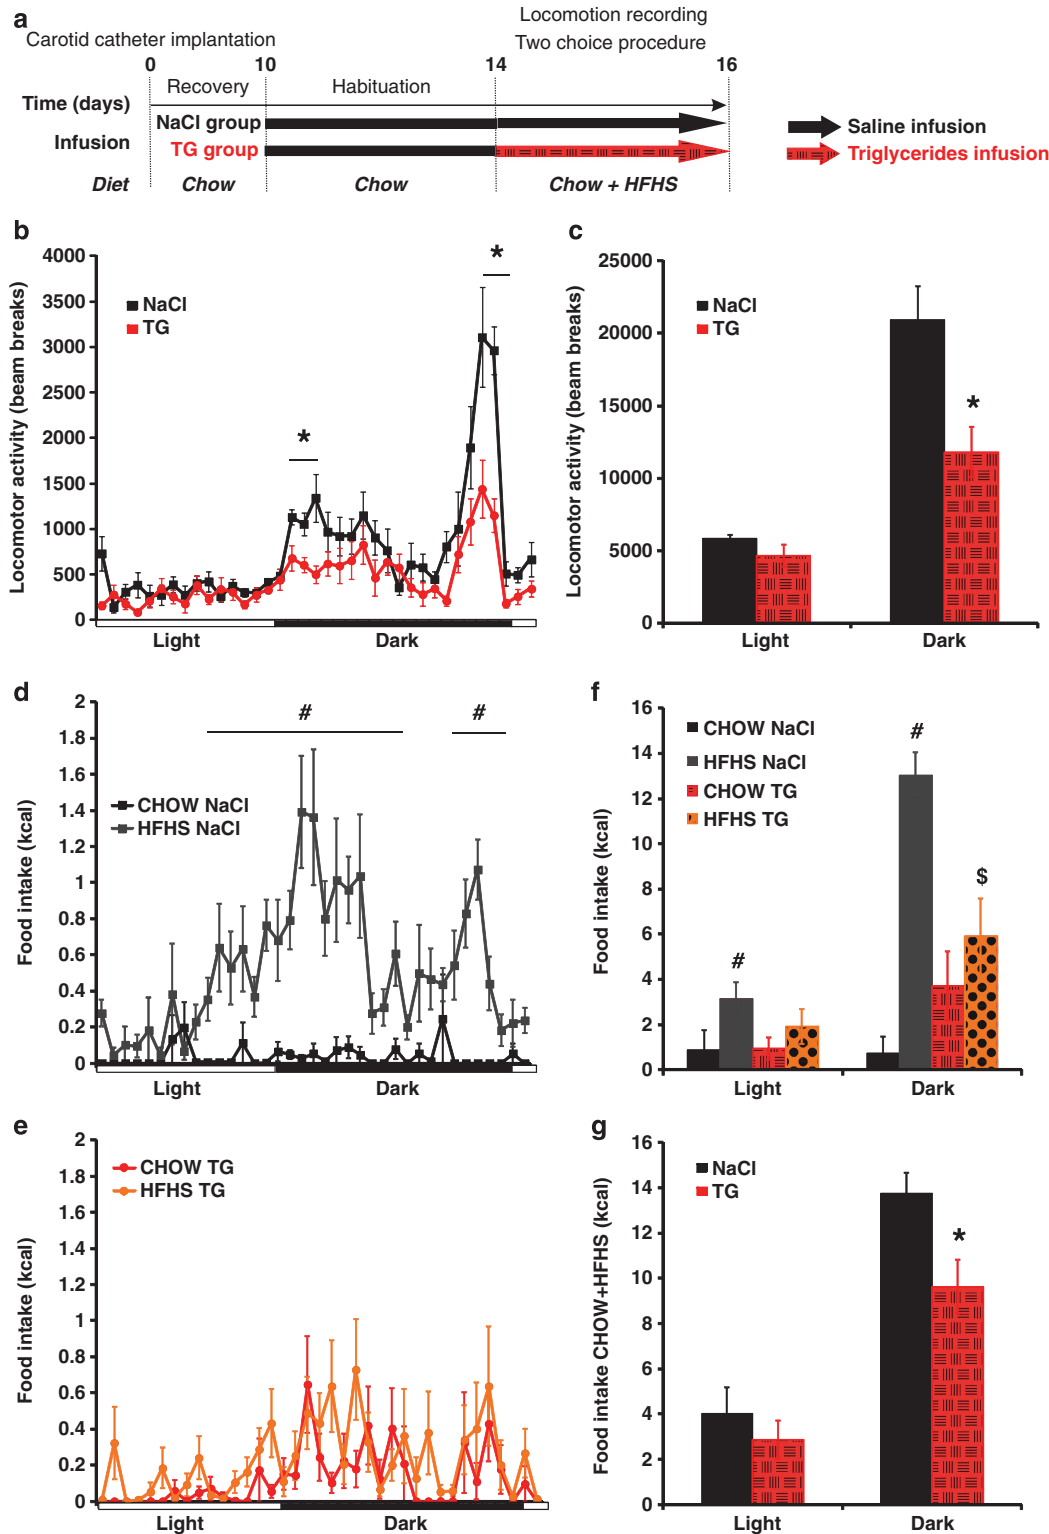 a
Locomotion recording
Carotid catheter implantation
Two choice procedure
0 10 14 16
Recovery Habituation
Time (days)
NaCl group
Infusion
TG group
Diet Chow Chow Chow + HFHS
Saline infusion
Triglycerides infusion
b
Locomotor activity (beam breaks)
4000
3500
3000
2500
2000
1500
1000
500
0
NaCl
TG
*
*
Light Dark
c
Locomotor activity (beam breaks)
25000
20000
15000
10000
5000
0
NaCl
TG
*
Light Dark
d
Food intake (kcal)
2
1.8
1.6
1.4
1.2
1
0.8
0.6
0.4
0.2
0
# #
CHOW NaCl
HFHS NaCl
Light Dark
f
Food intake (kcal)
16
14
12
10
8
6
4
2
0
CHOW NaCl
HFHS NaCl
CHOW TG
HFHS TG
#
#
$
Light Dark
e
Food intake (kcal)
2
1.8
1.6
1.4
1.2
1
0.8
0.6
0.4
0.2
0
CHOW TG
HFHS TG
Light Dark
g
Food intake CHOW+HFHS (kcal)
16
14
12
10
8
6
4
2
0
NaCl
TG
*
Light Dark